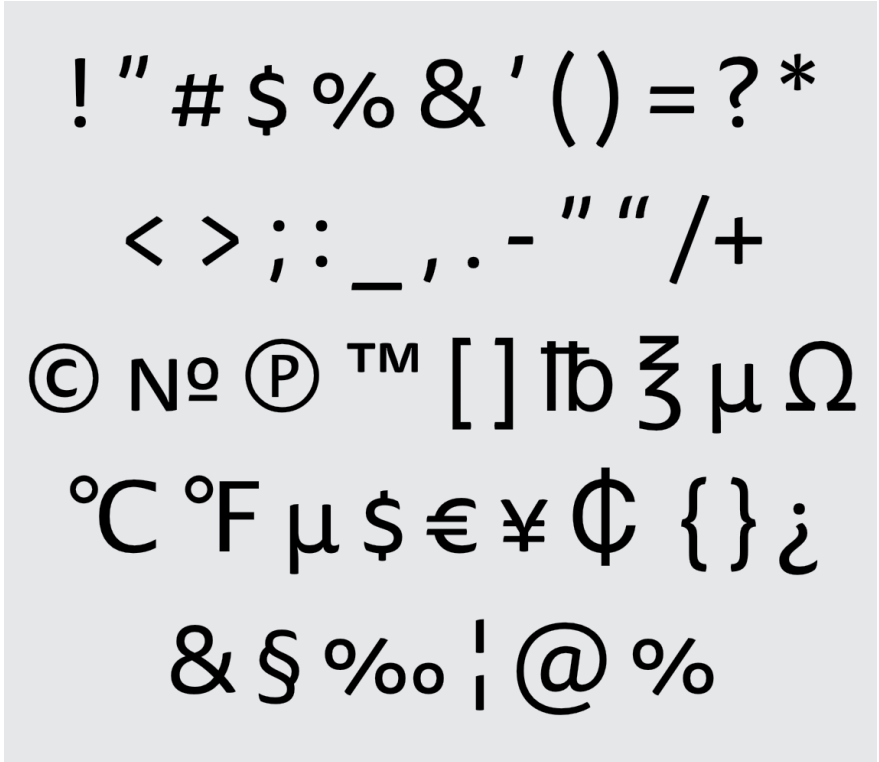 ! ” # $ % & ’ ( ) = ? *
< > ; : _ , . - ” “ / +
© № ℗ ™ [ ] ℔ ℥ µ Ω
℃ ℉ µ $ € ¥ ₵ { } ¿
& § ‰ ¦ @ %